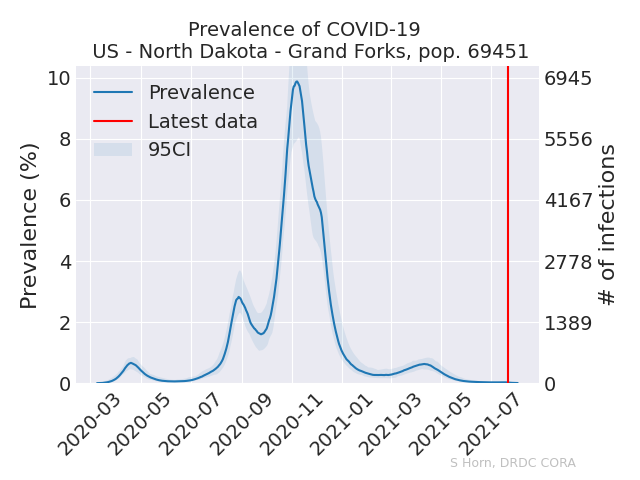 Prevalence of COVID-19
US - North Dakota - Grand Forks, pop. 69451
Prevalence (%)
10
8
6
4
2
0
Prevalence
Latest data
95CI
6945
5556
4167
2778
1389
0
# of infections
2020-03
2020-05
2020-07
2020-09
2020-11
2021-01
2021-03
2021-05
2021-07
S Horn, DRDC CORA